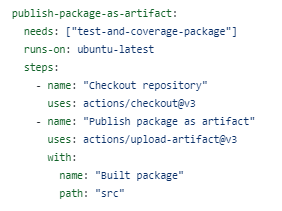 publish-package-as-artifact:
  needs: ["test-and-coverage-package"]
  runs-on: ubuntu-latest
  steps:
    - name: "Checkout repository"
      uses: actions/checkout@v3
    - name: "Publish package as artifact"
      uses: actions/upload-artifact@v3
      with:
        name: "Built package"
        path: "src"